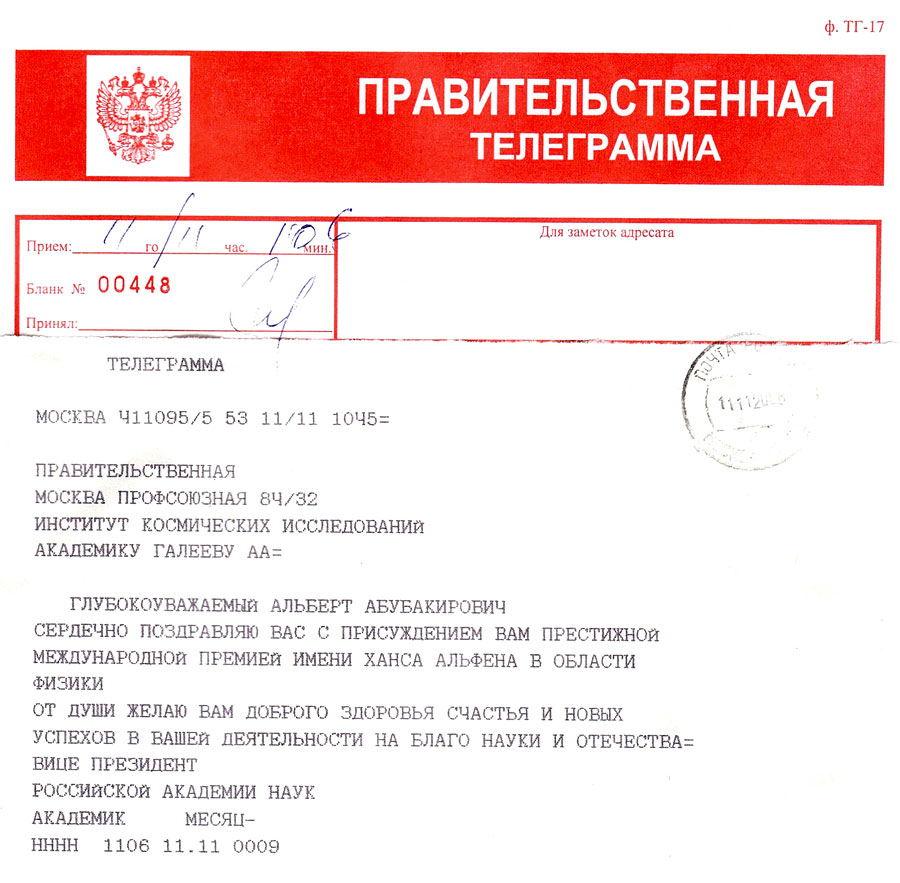 ф. ТГ-17
ПРАВИТЕЛЬСТВЕННАЯ
ТЕЛЕГРАММА
Прием: 11 го 11 час. 06 мин.
Для заметок адресата
Бланк № 00448
Принял:
ТЕЛЕГРАММА
ПОЧТА
МОСКВА Ч11095/5 53 11/11 10Ч5=
ПРАВИТЕЛЬСТВЕННАЯ
МОСКВА ПРОФСОЮЗНАЯ 8Ч/32
ИНСТИТУТ КОСМИЧЕСКИХ ИССЛЕДОВАНИЙ
АКАДЕМИКУ ГАЛЕЕВУ АА=
ГЛУБОКОУВАЖАЕМЫЙ АЛЬБЕРТ АБУБАКИРОВИЧ
СЕРДЕЧНО ПОЗДРАВЛЯЮ ВАС С ПРИСУЖДЕНИЕМ ВАМ ПРЕСТИЖНОЙ
МЕЖДУНАРОДНОЙ ПРЕМИЕЙ ИМЕНИ ХАНСА АЛЬФЕНА В ОБЛАСТИ
ФИЗИКИ
ОТ ДУШИ ЖЕЛАЮ ВАМ ДОБРОГО ЗДОРОВЬЯ СЧАСТЬЯ И НОВЫХ
УСПЕХОВ В ВАШЕЙ ДЕЯТЕЛЬНОСТИ НА БЛАГО НАУКИ И ОТЕЧЕСТВА=
ВИЦЕ ПРЕЗИДЕНТ
РОССИЙСКОЙ АКАДЕМИИ НАУК
АКАДЕМИК МЕСЯЦ-
НННН 1106 11.11 0009